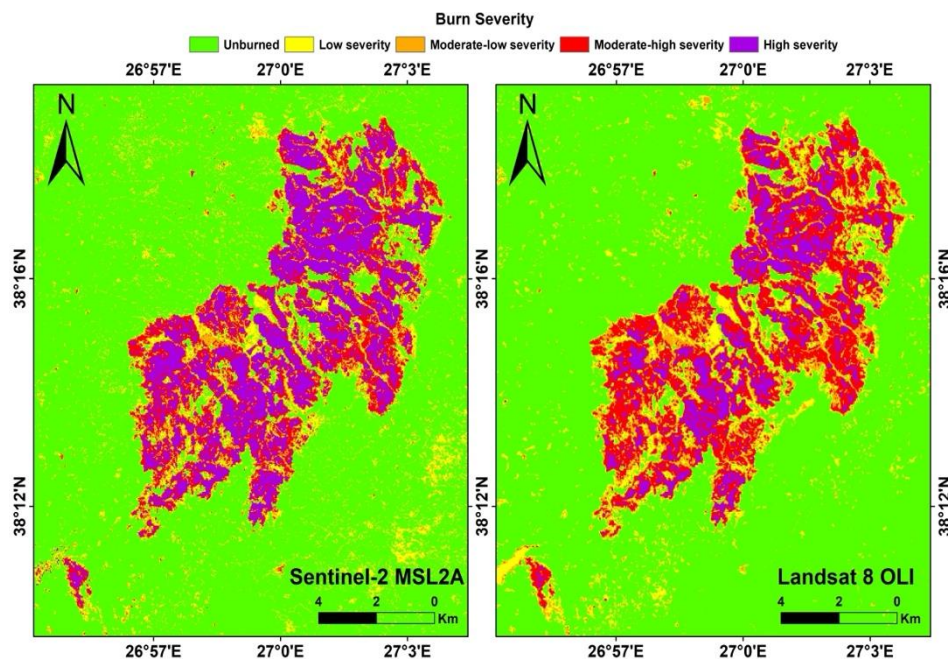 Burn Severity
Unburned Low severity Moderate-low severity Moderate-high severity High severity
26°57'E 27°0'E 27°3'E 26°57'E 27°0'E 27°3'E
N N
38°16'N 38°16'N 38°16'N
38°12'N 38°12'N 38°12'N
Sentinel-2 MSL2A Landsat 8 OLI
4 2 0 4 2 0
Km Km
26°57'E 27°0'E 27°3'E 26°57'E 27°0'E 27°3'E